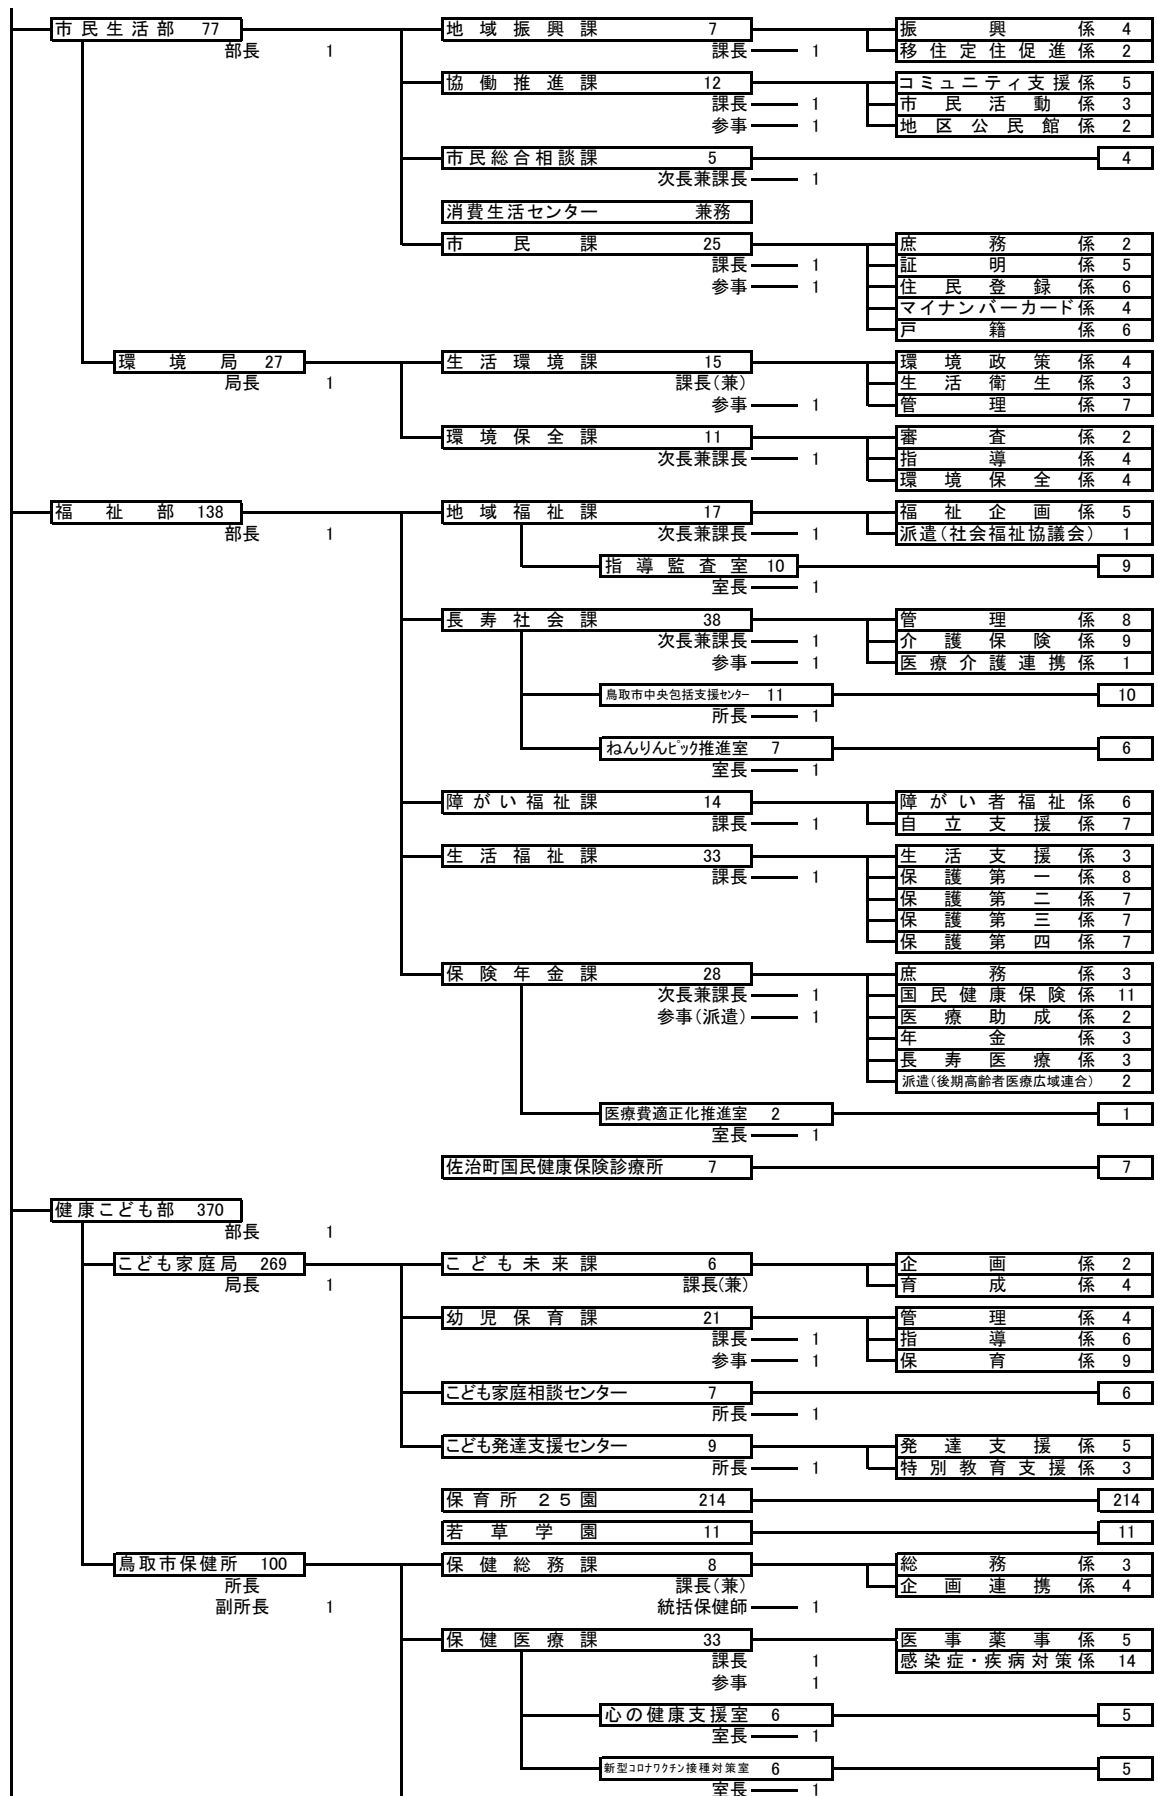 市民生活部 77 地域振興課 7 振興係 4
部長 1 課長 1 移住定住促進係 2
協働推進課 12 コミュニティ支援係 5
課長 1 市民活動係 3
参事 1 地区公民館係 2
市民総合相談課 5 4
次長兼課長 1
消費生活センター 兼務
市民課 25 庶務係 2
課長 1 証明係 5
参事 1 住民登録係 6
マイナンバーカード係 4
戸籍係 6
環境局 27 生活環境課 15 環境政策係 4
局長 1 課長(兼) 生活衛生係 3
参事 1 管理係 7
環境保全課 11 審査係 2
次長兼課長 1 指導係 4
環境保全係 4
福祉部 138 地域福祉課 17 福祉企画係 5
部長 1 次長兼課長 1 派遣(社会福祉協議会) 1
指導監査室 10 9
室長 1
長寿社会課 38 管理係 8
次長兼課長 1 介護保険係 9
参事 1 医療介護連携係 1
鳥取市中央包括支援センター 11 10
所長 1
ねんりんピック推進室 7 6
室長 1
障がい福祉課 14 障がい者福祉係 6
課長 1 自立支援係 7
生活福祉課 33 生活支援係 3
課長 1 保護第一係 8
保護第二係 7
保護第三係 7
保護第四係 7
保険年金課 28 庶務係 3
次長兼課長 1 国民健康保険係 11
参事(派遣) 1 医療助成係 2
年金係 3
長寿医療係 3
派遣(後期高齢者医療広域連合) 2
医療費適正化推進室 2 1
室長 1
佐治町国民健康保険診療所 7 7
健康こども部 370
部長 1
こども家庭局 269 こども未来課 6 企画係 2
局長 1 課長(兼) 育成係 4
幼児保育課 21 管理係 4
課長 1 指導係 6
参事 1 保育係 9
こども家庭相談センター 7 6
所長 1
こども発達支援センター 9 発達支援係 5
所長 1 特別教育支援係 3
保育所 25園 214 214
若草学園 11 11
鳥取市保健所 100 保健総務課 8 総務係 3
所長 課長(兼) 企画連携係 4
副所長 1 統括保健師 1
保健医療課 33 医事薬事係 5
課長 1 感染症・疾病対策係 14
参事 1
心の健康支援室 6 5
室長 1
新型コロナワクチン接種対策室 6 5
室長 1